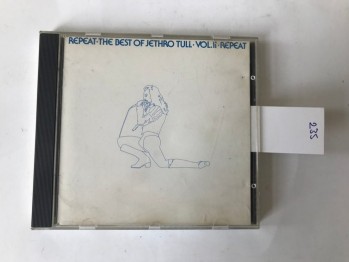 REPEAT·THE BEST OF JETHRO TULL·VOL.II·REPEAT
235